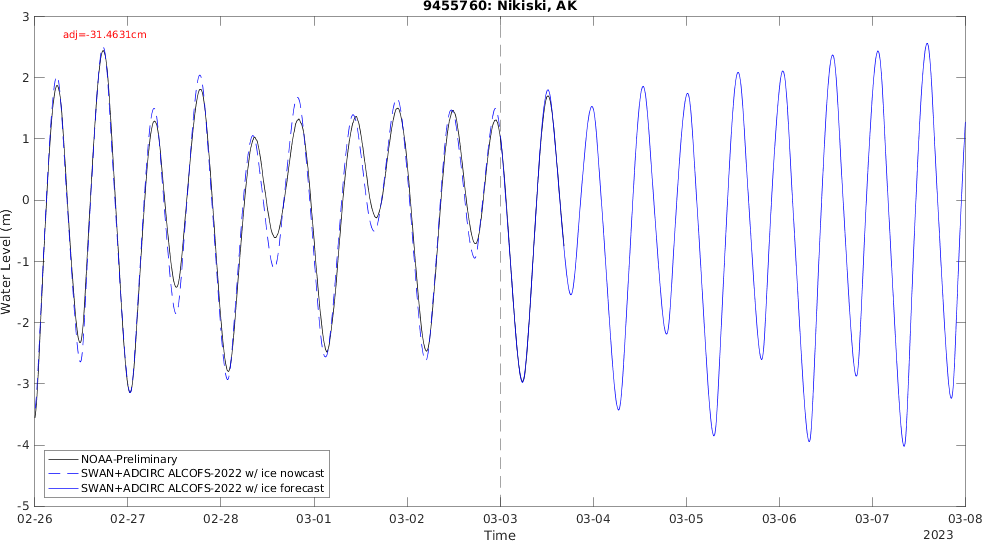 9455760: Nikiski, AK
adj=-31.4631cm
Water Level (m)
3
2
1
0
-1
-2
-3
-4
-5
NOAA-Preliminary
SWAN+ADCIRC ALCOFS-2022 w/ ice nowcast
SWAN+ADCIRC ALCOFS-2022 w/ ice forecast
02-26 02-27 02-28 03-01 03-02 03-03 03-04 03-05 03-06 03-07 03-08
Time
2023